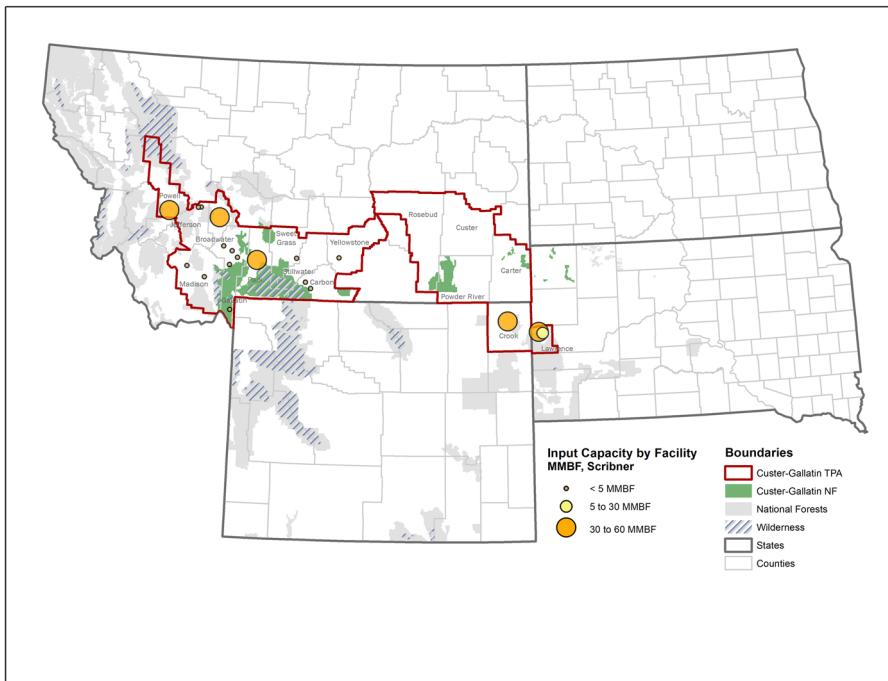 Powell
Jefferson
Broadwater
Sweet
Grass
Yellowstone
Rosebud
Custer
Stillwater
Carbon
Madison
Gallatin
Park
Carter
Powder River
Crook
Lawrence
Input Capacity by Facility
MMBF, Scribner
< 5 MMBF
5 to 30 MMBF
30 to 60 MMBF
Boundaries
Custer-Gallatin TPA
Custer-Gallatin NF
National Forests
Wilderness
States
Counties